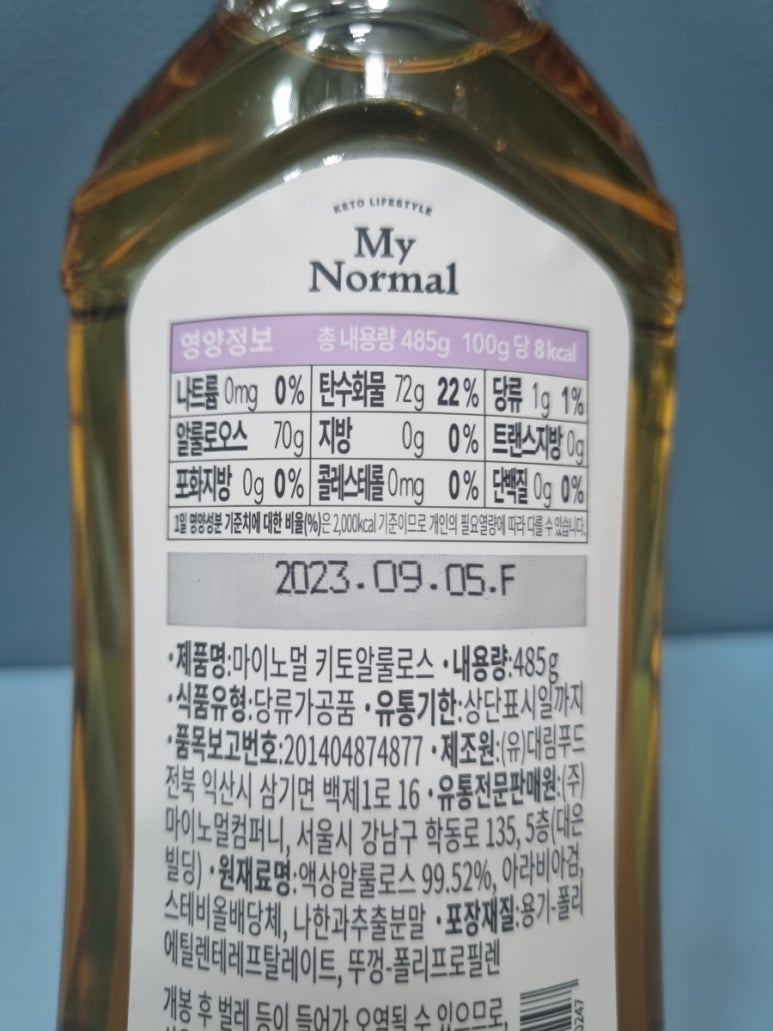 KETO LIFESTYLE
My
Normal
영양정보 총 내용량 485g 100g 당 8kcal
나트륨 0mg 0% 탄수화물 72g 22% 당류 1g 1%
알룰로오스 70g 지방 0g 0% 트랜스지방 0g
포화지방 0g 0% 콜레스테롤 0mg 0% 단백질 0g 0%
1일 영양성분 기준치에 대한 비율(%)은 2,000kcal 기준이므로 개인의 필요열량에 따라 다를 수 있습니다.
2023.09.05.F
•제품명:마이노멀 키토알룰로스 •내용량:485g
•식품유형:당류가공품 •유통기한:상단표시일까지
•품목보고번호:201404874877 •제조원:(유)대림푸드
전북 익산시 삼기면 백제1로 16 •유통전문판매원:(주)
마이노멀컴퍼니, 서울시 강남구 학동로 135, 5층(대은
빌딩) •원재료명:액상알룰로스 99.52%, 아라비아검,
스테비올배당체, 나한과추출분말 •포장재질:용기-폴리
에틸렌테레프탈레이트, 뚜껑-폴리프로필렌
개봉 후 벌레 등이 들어가 오염될 수 있으므로,
0247